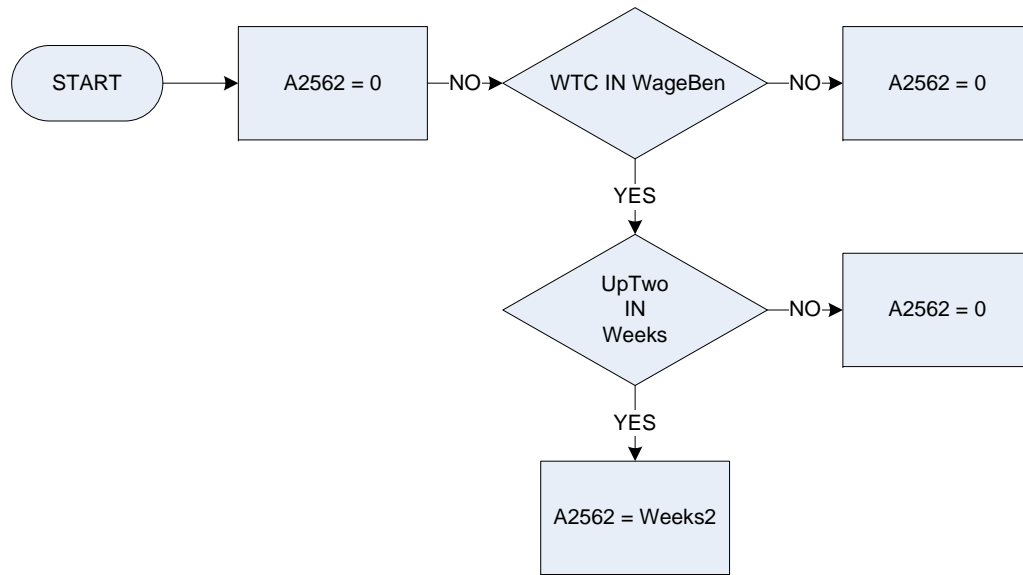 START
A2562 = 0
NO
WTC IN WageBen
NO
A2562 = 0
YES
UpTwo
IN
Weeks
NO
A2562 = 0
YES
A2562 = Weeks2